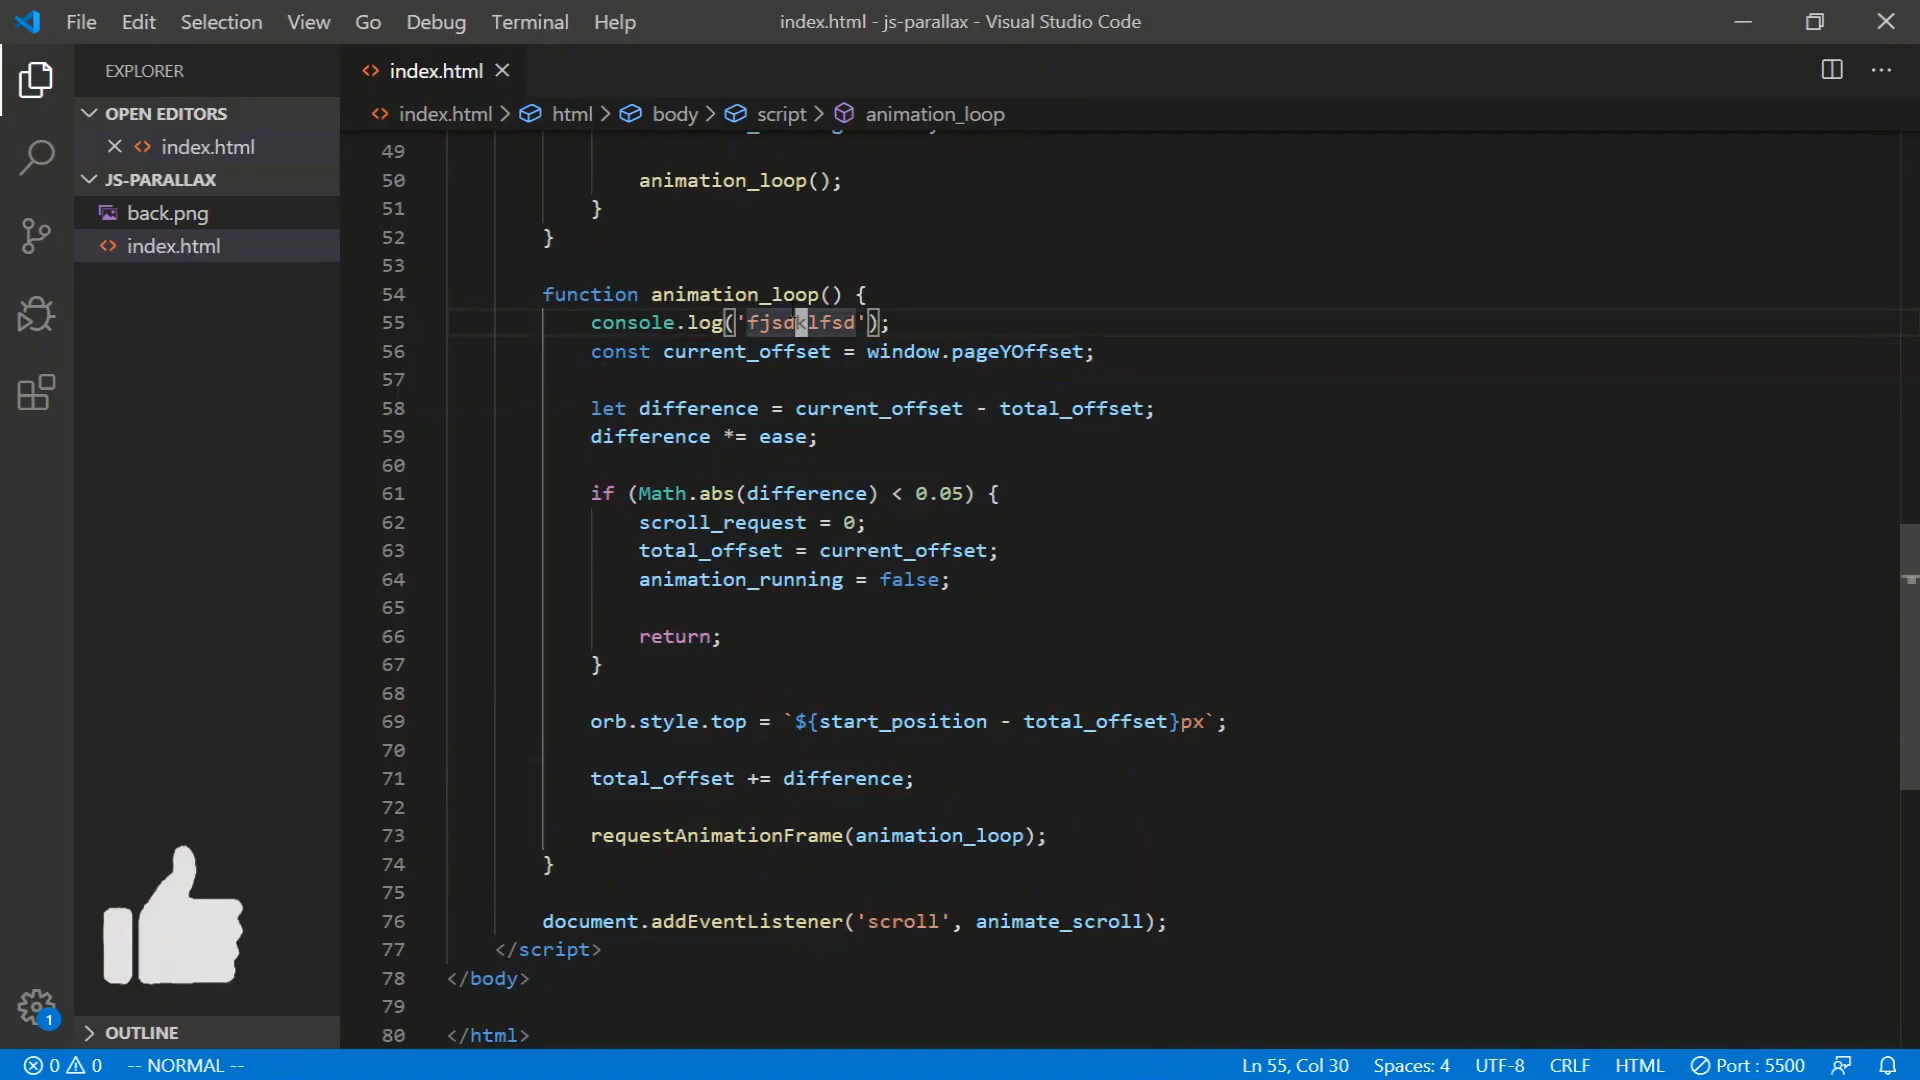 File Edit Selection View Go Debug Terminal Help index.html - js-parallax - Visual Studio Code
EXPLORER
OPEN EDITORS
index.html
JS-PARALLAX
back.png
index.html
OUTLINE
index.html
index.html > html > body > script > animation_loop
49
50 animation_loop();
51 }
52 }
53
54 function animation_loop() {
55 console.log('fjsdklfsd');
56 const current_offset = window.pageYOffset;
57
58 let difference = current_offset - total_offset;
59 difference *= ease;
60
61 if (Math.abs(difference) < 0.05) {
62 scroll_request = 0;
63 total_offset = current_offset;
64 animation_running = false;
65
66 return;
67 }
68
69 orb.style.top = `${start_position - total_offset}px`;
70
71 total_offset += difference;
72
73 requestAnimationFrame(animation_loop);
74 }
75
76 document.addEventListener('scroll', animate_scroll);
77 </script>
78 </body>
79
80 </html>
1
0 0 -- NORMAL -- Ln 55, Col 30 Spaces: 4 UTF-8 CRLF HTML Port : 5500